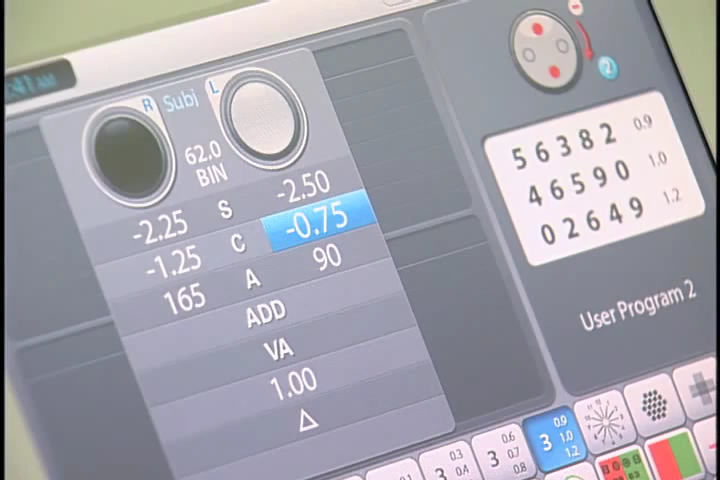 R Subj L
62.0
BIN
-2.25 S -2.50
-1.25 C -0.75
165 A 90
ADD
VA
1.00
2
5 6 3 8 2 0.9
4 6 5 9 0 1.0
0 2 6 4 9 1.2
User Program 2
3 0.3 0.4
3 0.6 0.7 0.8
3 0.9 1.0 1.2